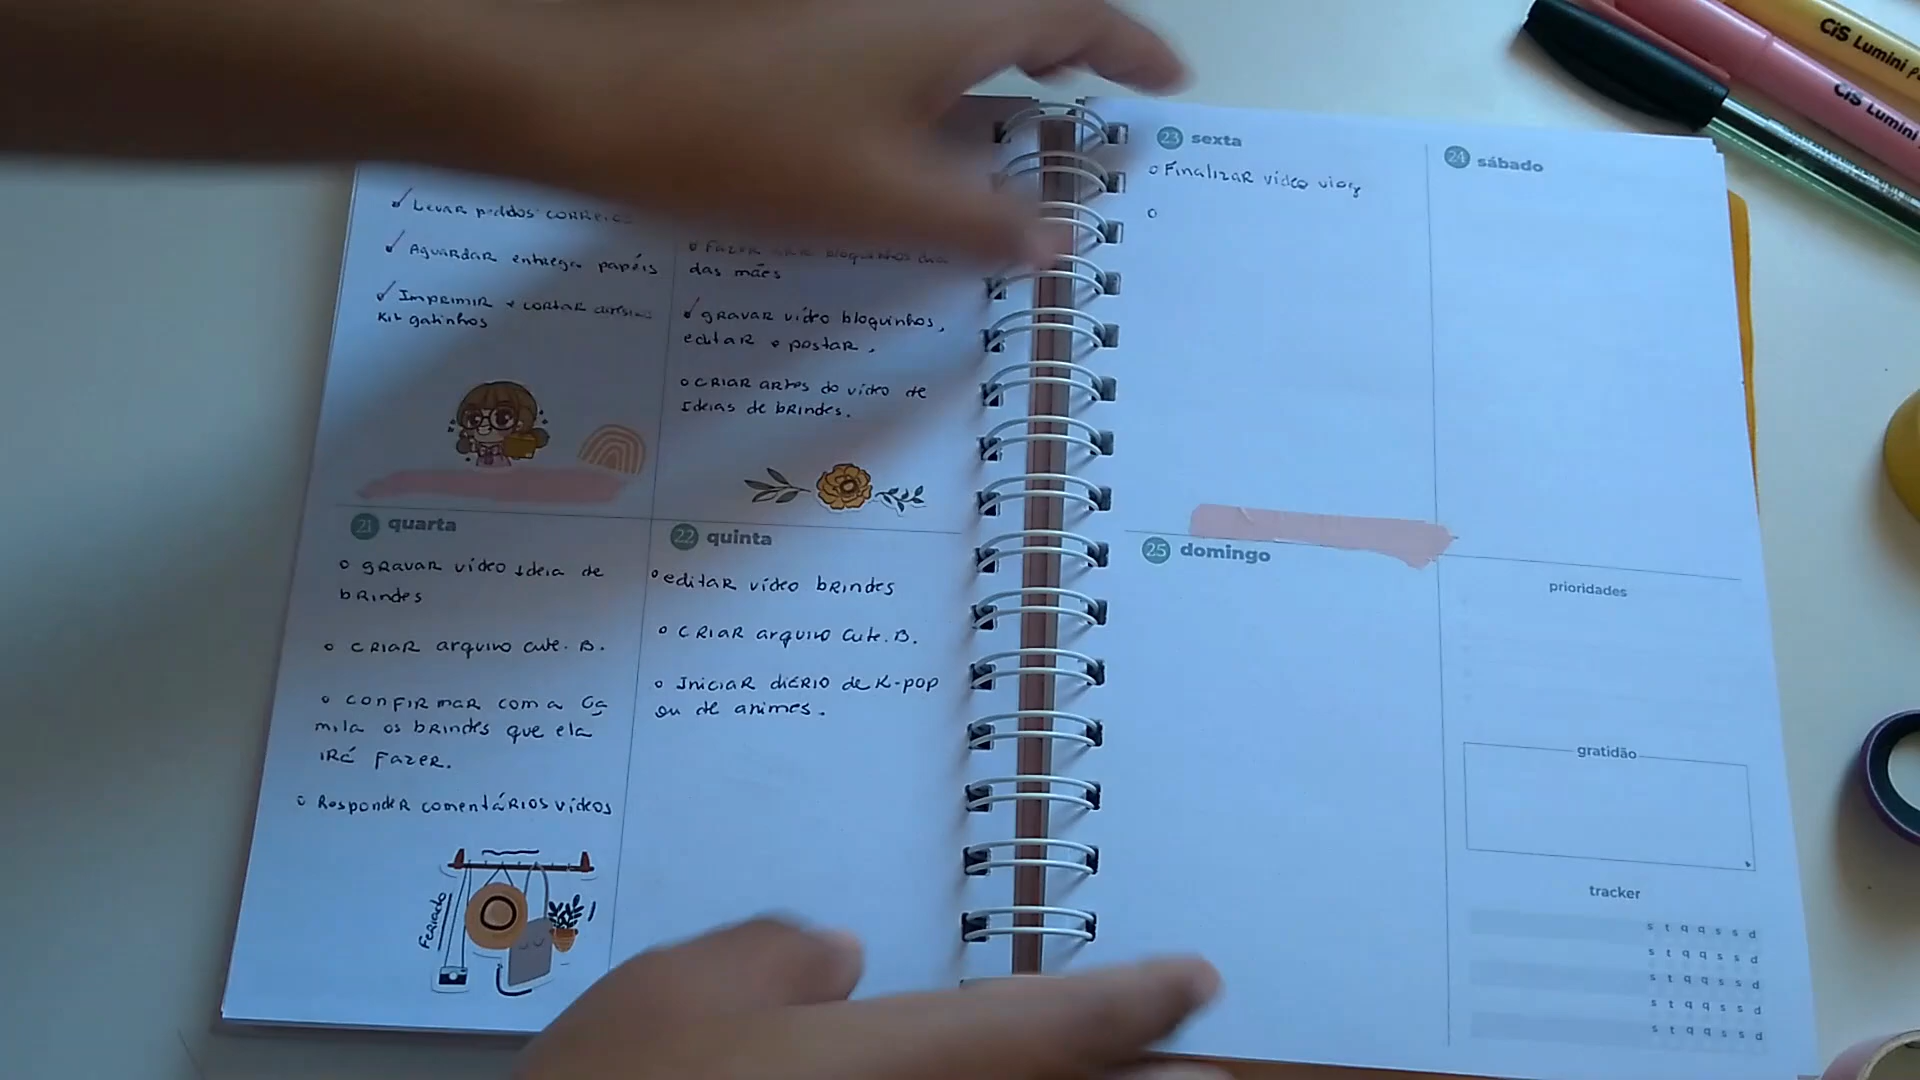 ✓ Levar pedidos correios
✓ Aguardar entrega papéis
✓ Imprimir + cortar
Kit gatinhos
o Fazer arte bloquinhos dia
das mães
✓ gravar vídeo bloquinhos,
editar e postar.
o criar artes do vídeo de
Ideias de brindes.
21 quarta
o gravar vídeo ideia de
brindes
o criar arquivo cute. B.
o confirmar com a Ca
mila os brindes que ela
irá fazer.
o Responder comentários vídeos
Feriado
22 quinta
o editar vídeo brindes
o criar arquivo cute. B.
o Iniciar diário de K-pop
ou de animes.
23 sexta
o Finalizar vídeo vlog
o
24 sábado
25 domingo
prioridades
gratidão
tracker
s t q q s s d
s t q q s s d
s t q q s s d
s t q q s s d
s t q q s s d
CiS Lumini
CiS Lumini